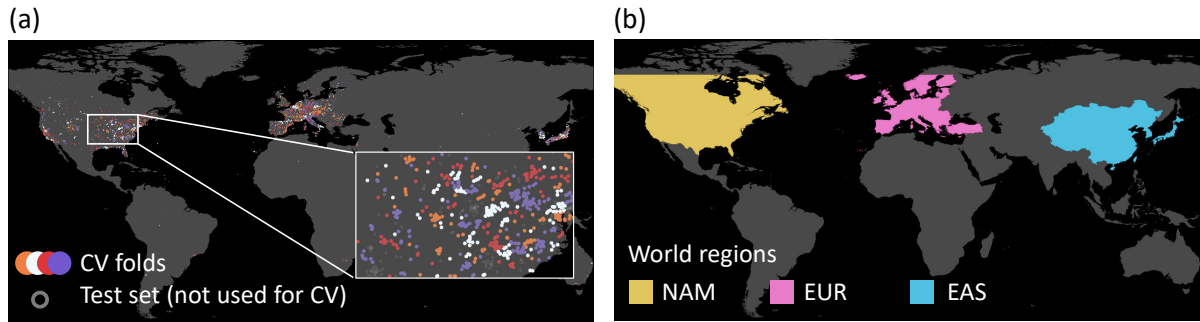 (a)
CV folds
Test set (not used for CV)
(b)
World regions
NAM EUR EAS